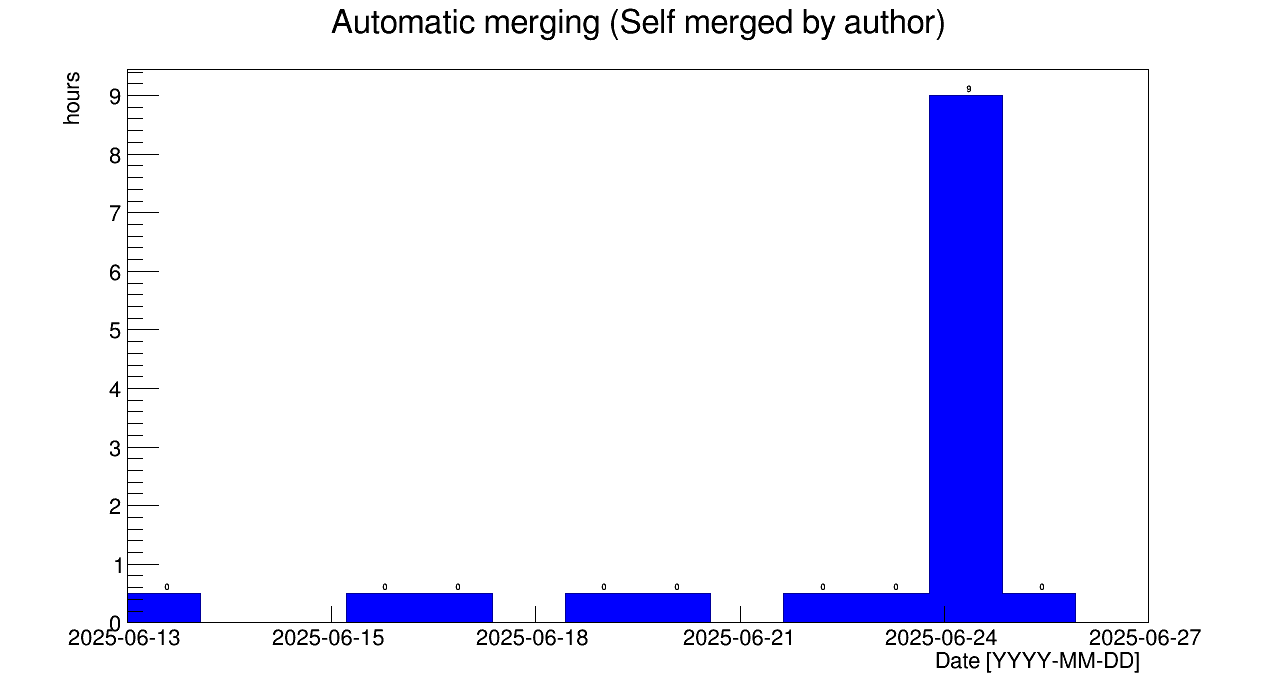 Automatic merging (Self merged by author)
hours
9
8
7
6
5
4
3
2
1
0
9
0 0 0 0 0 0 0 0
2025-06-13 2025-06-15 2025-06-18 2025-06-21 2025-06-24 2025-06-27
Date [YYYY-MM-DD]